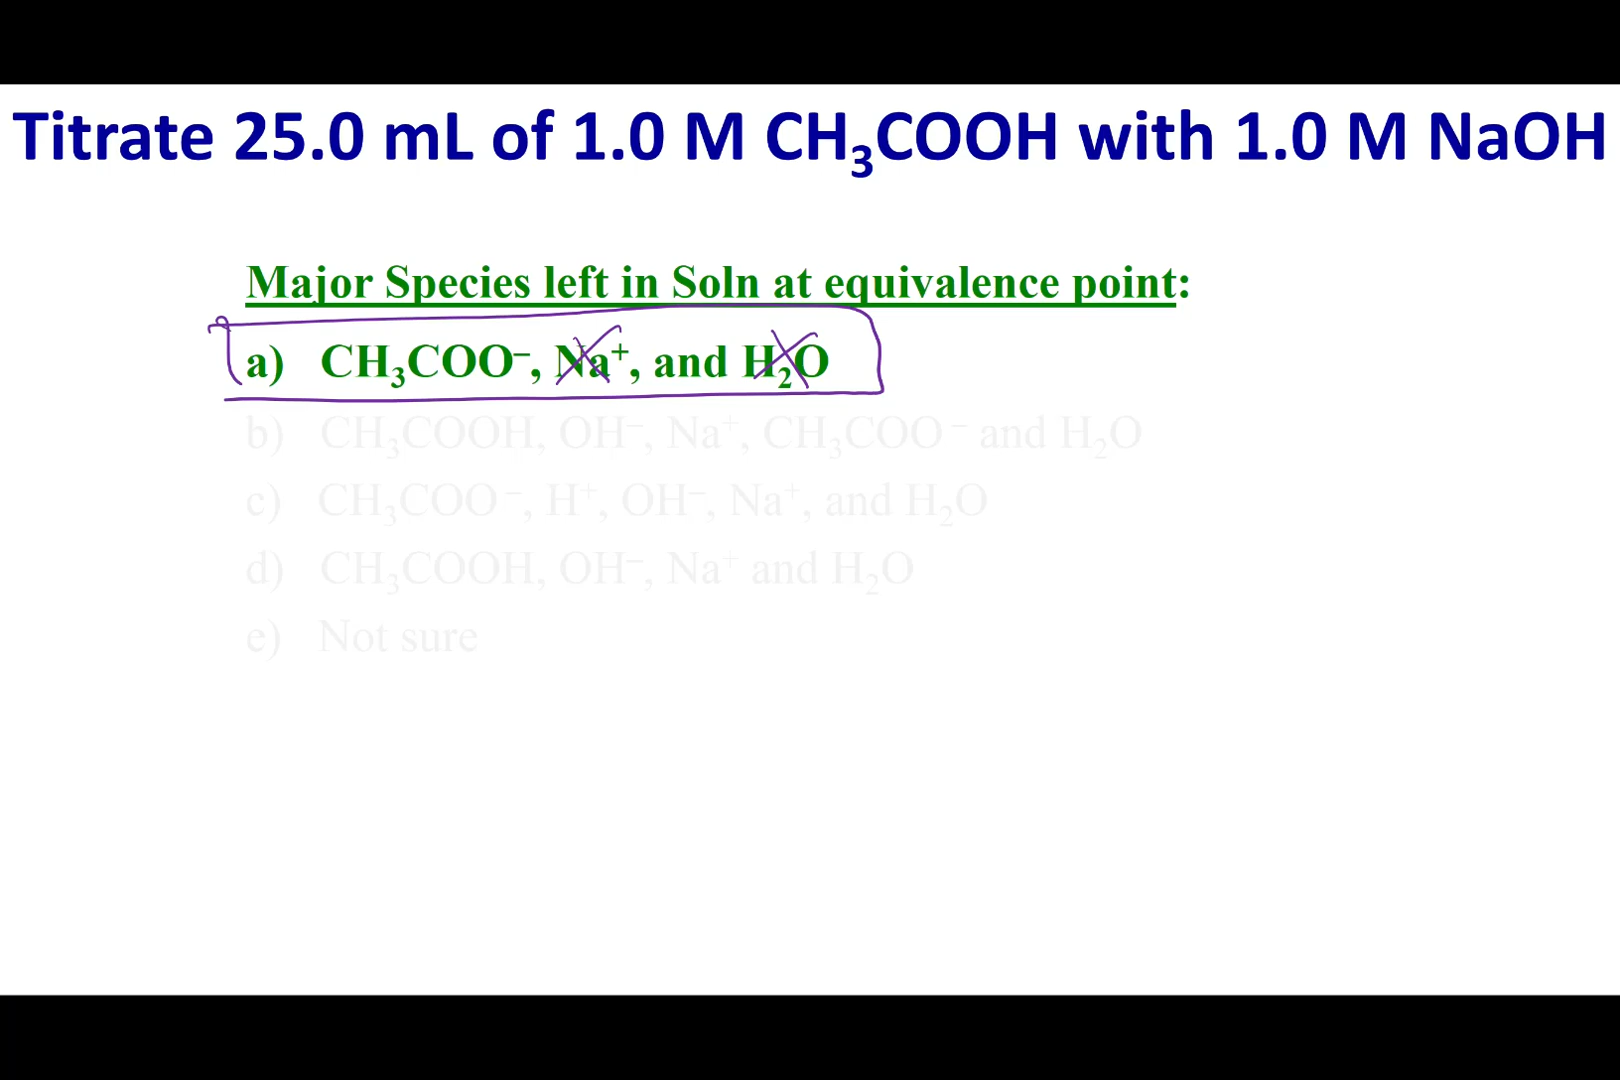 Titrate 25.0 mL of 1.0 M CH₃COOH with 1.0 M NaOH
Major Species left in Soln at equivalence point:
a) CH₃COO⁻, Na⁺, and H₂O
b) CH₃COOH, OH⁻, Na⁺, CH₃COO⁻ and H₂O
c) CH₃COO⁻, H⁺, OH⁻, Na⁺, and H₂O
d) CH₃COOH, OH⁻, Na⁺ and H₂O
e) Not sure